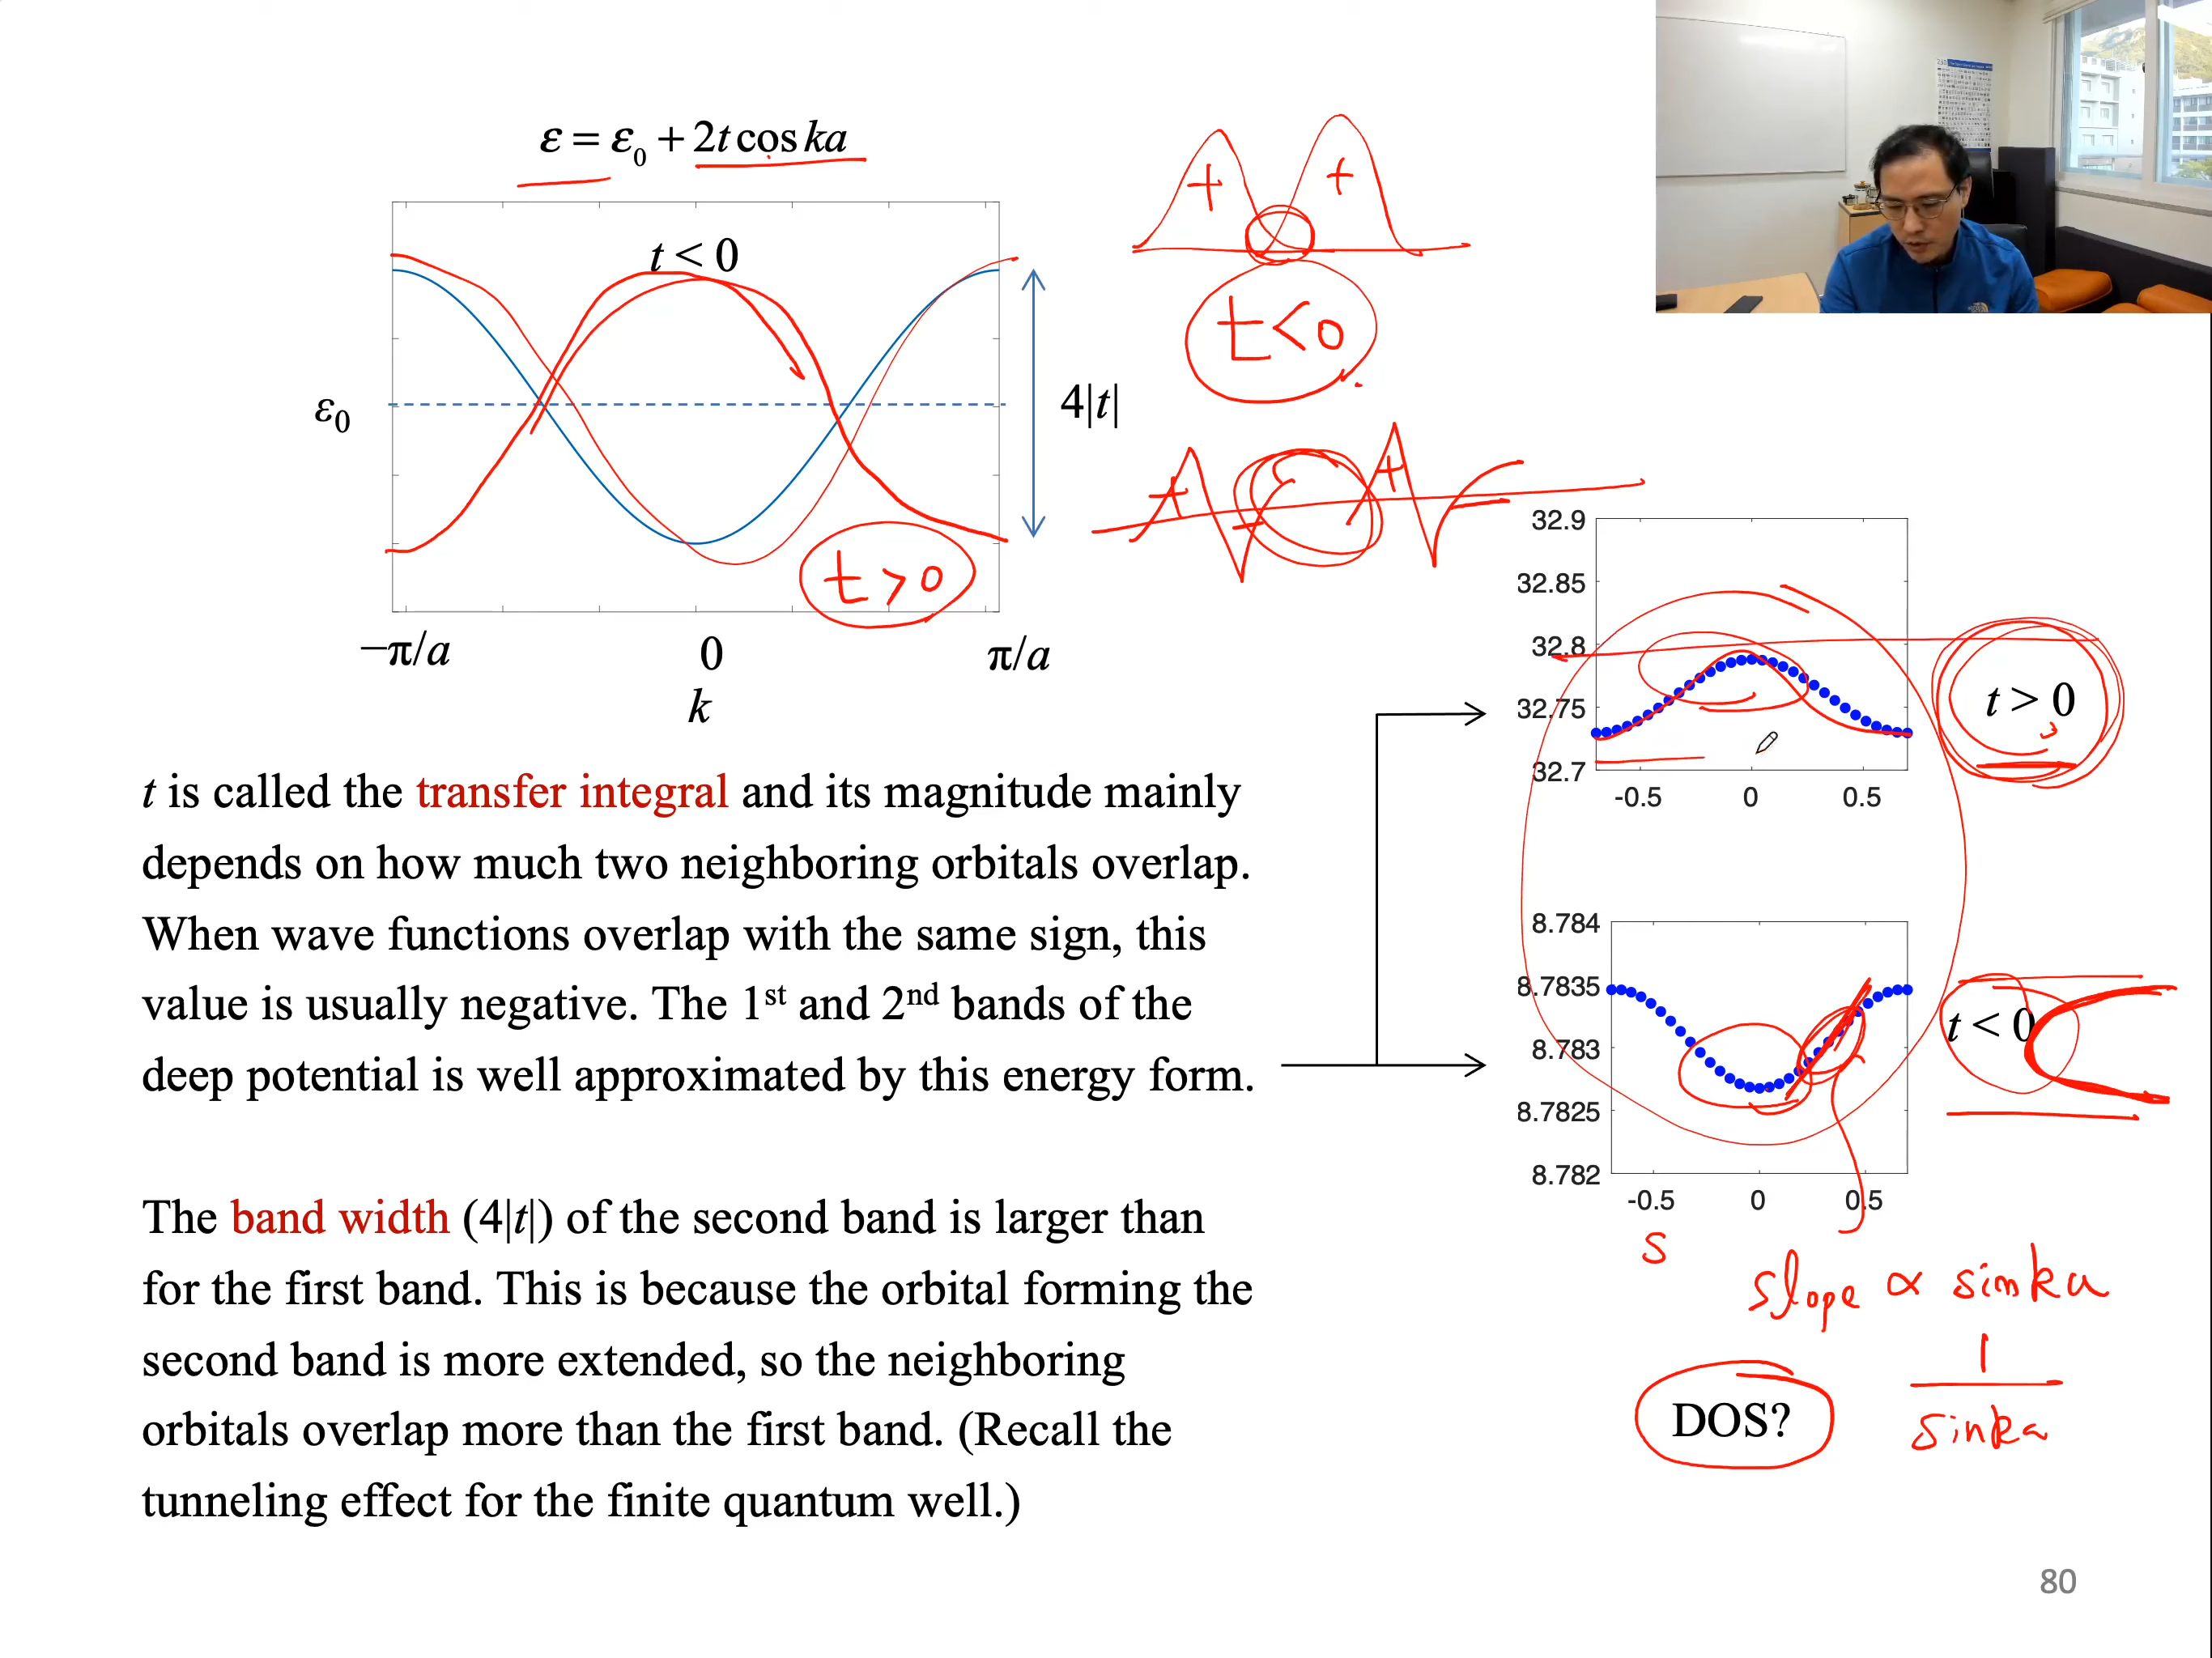 ε = ε0 + 2t cos ka
t < 0
ε0
4|t|
t > 0
−π/a
0
π/a
k
+
+
t < 0
+
−
+
t is called the transfer integral and its magnitude mainly
depends on how much two neighboring orbitals overlap.
When wave functions overlap with the same sign, this
value is usually negative. The 1st and 2nd bands of the
deep potential is well approximated by this energy form.
The band width (4|t|) of the second band is larger than
for the first band. This is because the orbital forming the
second band is more extended, so the neighboring
orbitals overlap more than the first band. (Recall the
tunneling effect for the finite quantum well.)
32.9
32.85
32.8
32.75
32.7
-0.5
0
0.5
t > 0
8.784
8.7835
8.783
8.7825
8.782
-0.5
0
0.5
t < 0
s
slope ∝ sinka
DOS?
1
sinka
80